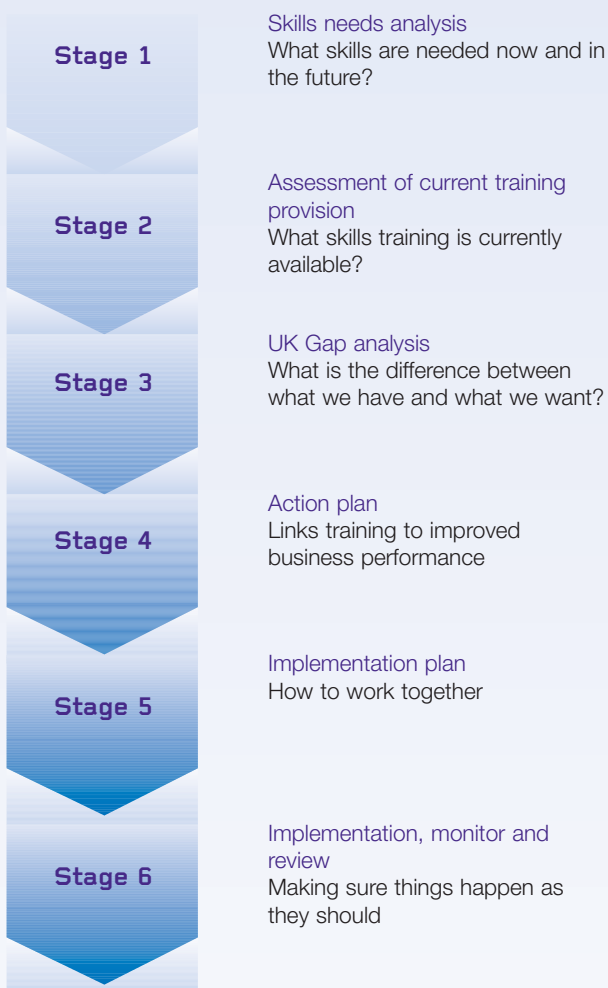 Stage 1
Skills needs analysis
What skills are needed now and in
the future?
Stage 2
Assessment of current training
provision
What skills training is currently
available?
Stage 3
UK Gap analysis
What is the difference between
what we have and what we want?
Stage 4
Action plan
Links training to improved
business performance
Stage 5
Implementation plan
How to work together
Stage 6
Implementation, monitor and
review
Making sure things happen as
they should